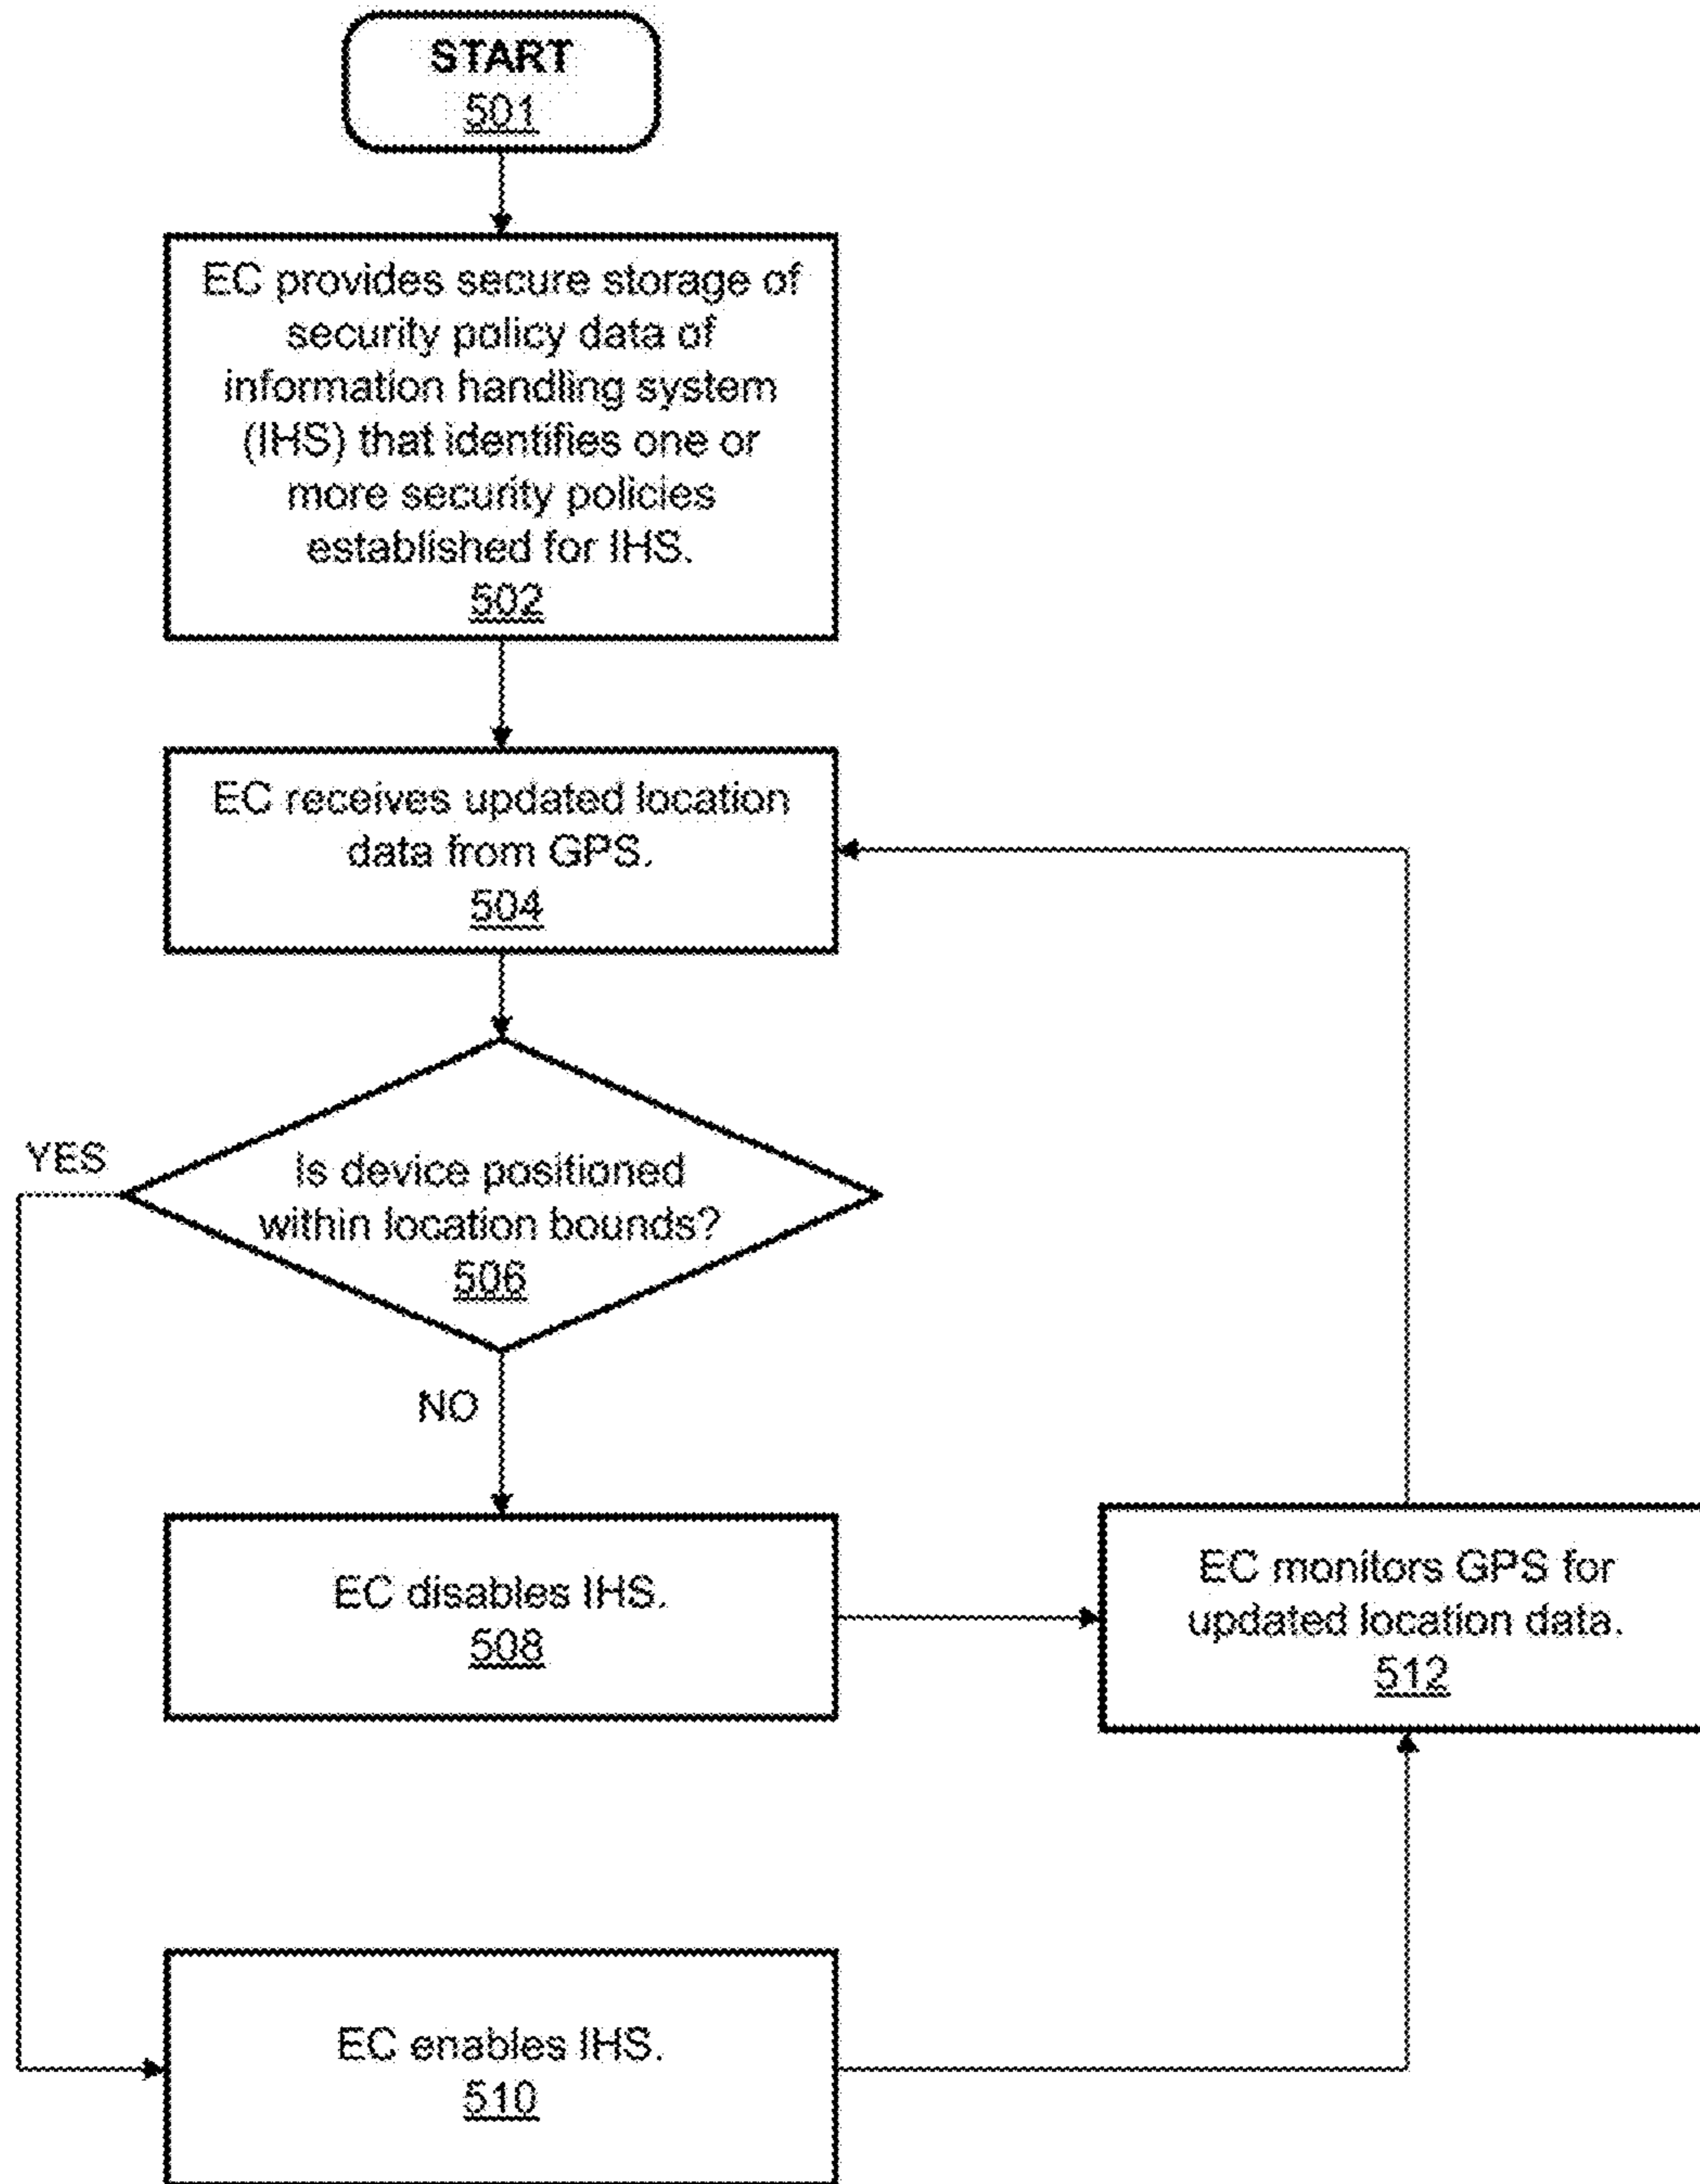 START
501
EC provides secure storage of
security policy data of
information handling system
(IHS) that identifies one or
more security policies
established for IHS.
502
EC receives updated location
data from GPS.
504
YES
Is device positioned
within location bounds?
506
NO
EC disables IHS.
508
EC monitors GPS for
updated location data.
512
EC enables IHS.
510